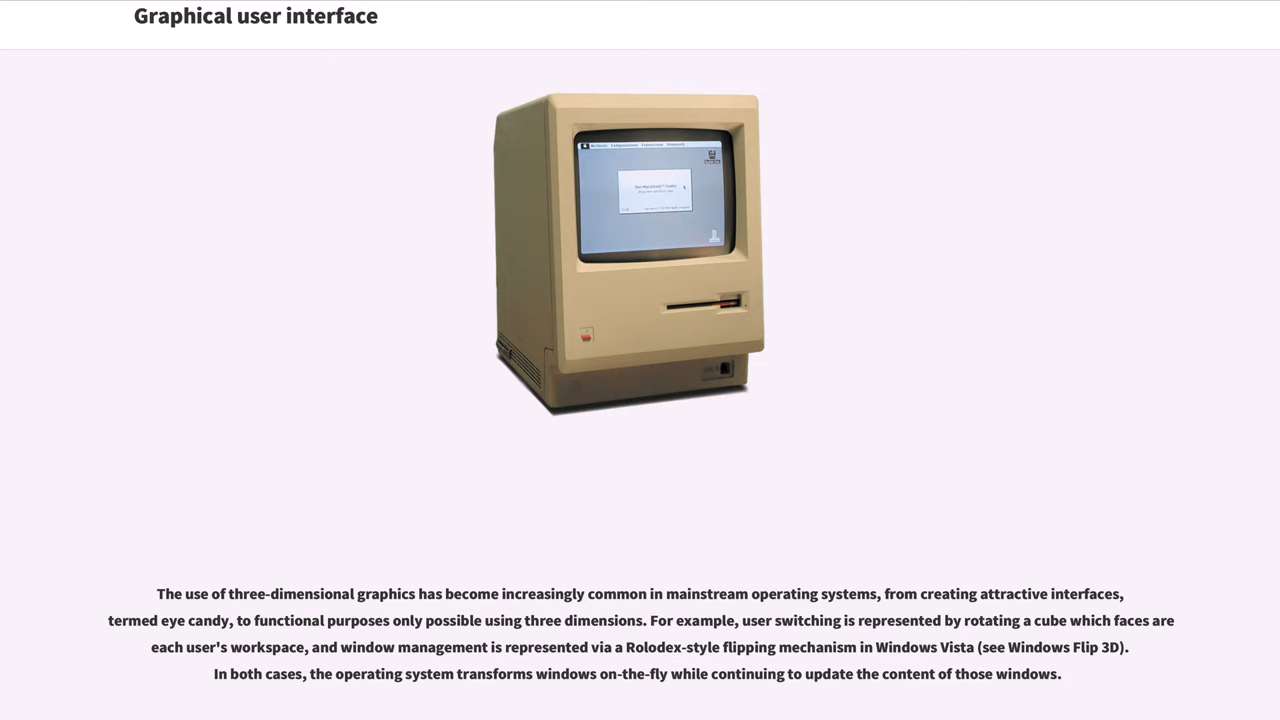 Graphical user interface
The use of three-dimensional graphics has become increasingly common in mainstream operating systems, from creating attractive interfaces,
termed eye candy, to functional purposes only possible using three dimensions. For example, user switching is represented by rotating a cube which faces are
each user's workspace, and window management is represented via a Rolodex-style flipping mechanism in Windows Vista (see Windows Flip 3D).
In both cases, the operating system transforms windows on-the-fly while continuing to update the content of those windows.